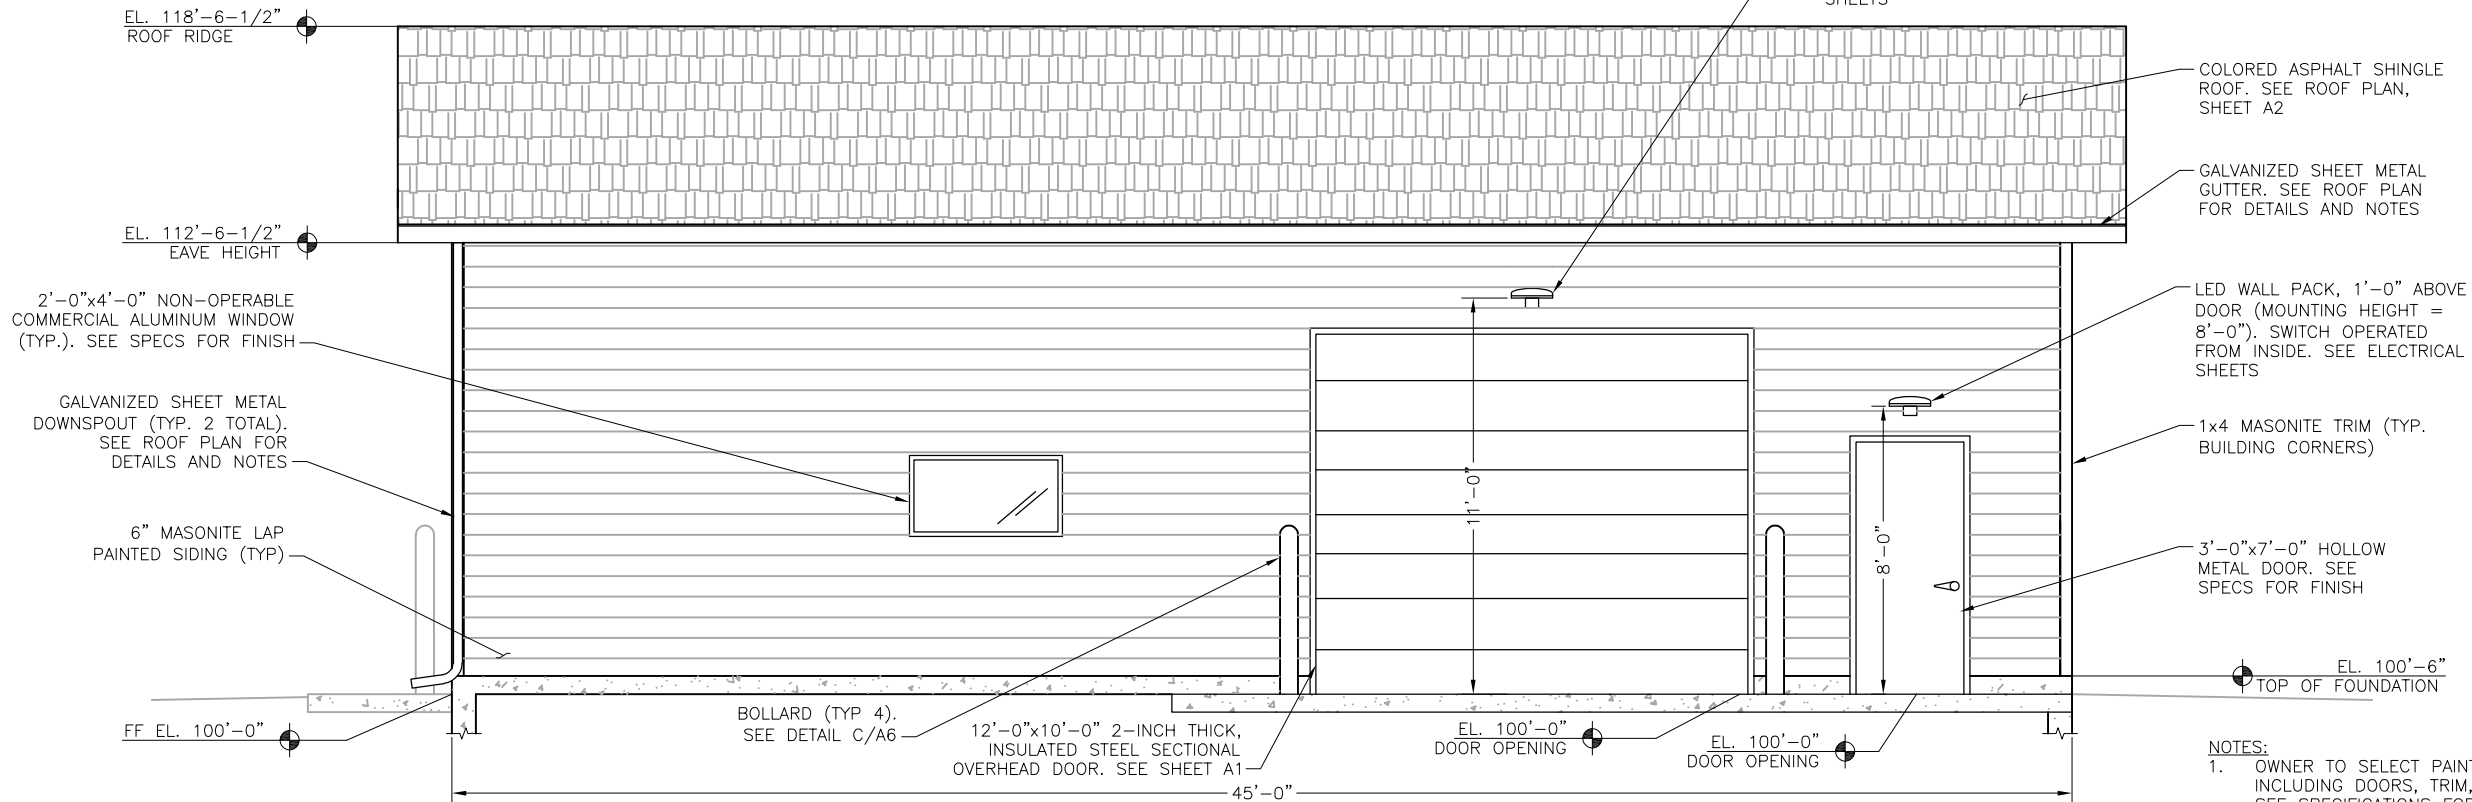 SHEETS
EL. 118'-6-1/2"
ROOF RIDGE
COLORED ASPHALT SHINGLE
ROOF. SEE ROOF PLAN,
SHEET A2
GALVANIZED SHEET METAL
GUTTER. SEE ROOF PLAN
FOR DETAILS AND NOTES
EL. 112'-6-1/2"
EAVE HEIGHT
2'-0"x4'-0" NON-OPERABLE
COMMERCIAL ALUMINUM WINDOW
(TYP.). SEE SPECS FOR FINISH
LED WALL PACK, 1'-0" ABOVE
DOOR (MOUNTING HEIGHT =
8'-0"). SWITCH OPERATED
FROM INSIDE. SEE ELECTRICAL
SHEETS
GALVANIZED SHEET METAL
DOWNSPOUT (TYP. 2 TOTAL).
SEE ROOF PLAN FOR
DETAILS AND NOTES
1x4 MASONITE TRIM (TYP.
BUILDING CORNERS)
11'-0"
8'-0"
6" MASONITE LAP
PAINTED SIDING (TYP)
3'-0"x7'-0" HOLLOW
METAL DOOR. SEE
SPECS FOR FINISH
EL. 100'-6"
TOP OF FOUNDATION
FF EL. 100'-0"
BOLLARD (TYP 4).
SEE DETAIL C/A6
12'-0"x10'-0" 2-INCH THICK,
INSULATED STEEL SECTIONAL
OVERHEAD DOOR. SEE SHEET A1
EL. 100'-0"
DOOR OPENING
EL. 100'-0"
DOOR OPENING
45'-0"
NOTES:
1. OWNER TO SELECT PAINT
INCLUDING DOORS, TRIM,
SEE SPECIFICATIONS FOR